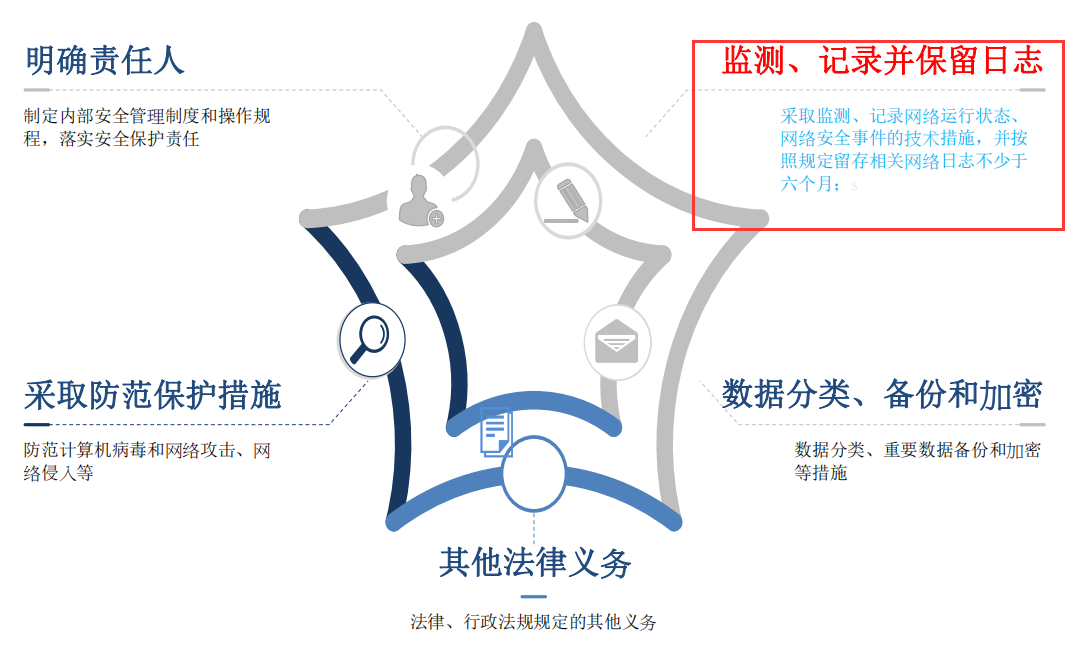 明确责任人
制定内部安全管理制度和操作规
程，落实安全保护责任
监测、记录并保留日志
采取监测、记录网络运行状态、
网络安全事件的技术措施，并按
照规定留存相关网络日志不少于
六个月；s
采取防范保护措施
防范计算机病毒和网络攻击、网
络侵入等
数据分类、备份和加密
数据分类、重要数据备份和加密
等措施
其他法律义务
法律、行政法规规定的其他义务